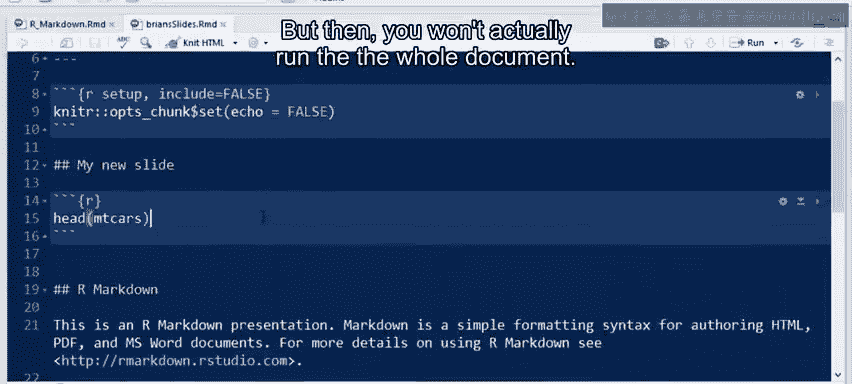 R_Markdown.Rmd × briansSlides.Rmd ×
But then, you won't actually
run the the whole document.
ABC Knit HTML Run
6 ---
7
8 ```{r setup, include=FALSE}
9 knitr::opts_chunk$set(echo = FALSE)
10 ```
11
12 ## My new slide
13
14 ```{r}
15 head(mtcars)
16 ```
17
18
19 ## R Markdown
20
21 This is an R Markdown presentation. Markdown is a simple formatting syntax for authoring HTML,
PDF, and MS Word documents. For more details on using R Markdown see
<http://rmarkdown.rstudio.com>.
22